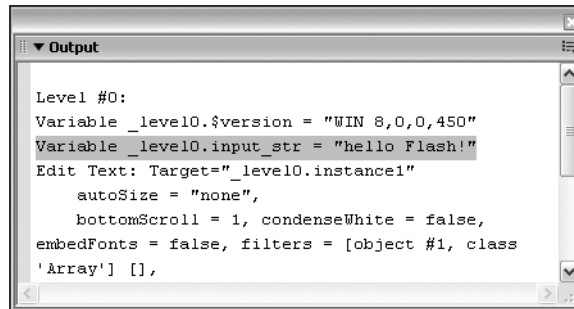 Output
Level #0:
Variable _level0.$version = "WIN 8,0,0,450"
Variable _level0.input_str = "hello Flash!"
Edit Text: Target="_level0.instance1"
autoSize = "none",
bottomScroll = 1, condenseWhite = false,
embedFonts = false, filters = [object #1, class
'Array'] [],